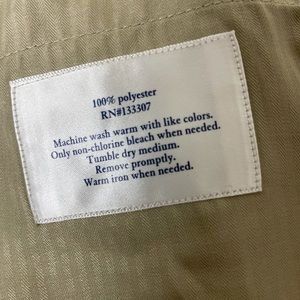 100% polyester
RN#133307
Machine wash warm with like colors.
Only non-chlorine bleach when needed.
Tumble dry medium.
Remove promptly.
Warm iron when needed.